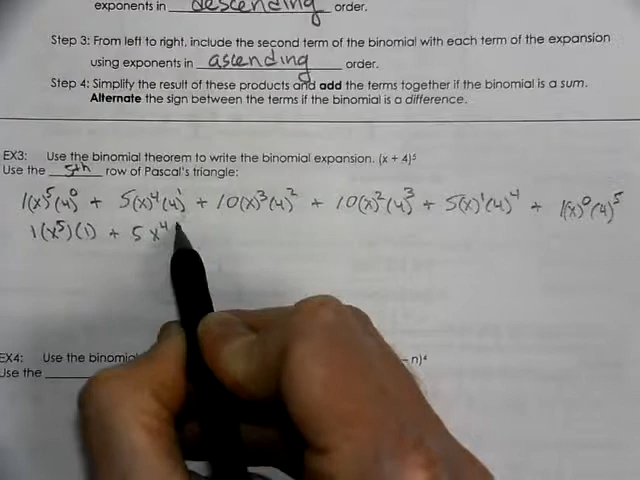 exponents in descending order.
Step 3: From left to right, include the second term of the binomial with each term of the expansion
using exponents in ascending order.
Step 4: Simplify the result of these products and add the terms together if the binomial is a sum.
Alternate the sign between the terms if the binomial is a difference.
EX3: Use the binomial theorem to write the binomial expansion. (x + 4)⁵
Use the 5th row of Pascal's triangle:
1(x)⁵(4)⁰ + 5(x)⁴(4)¹ + 10(x)³(4)² + 10(x)²(4)³ + 5(x)¹(4)⁴ + 1(x)⁰(4)⁵
1(x⁵)(1) + 5x⁴
EX4: Use the binomi n)⁴
Use the